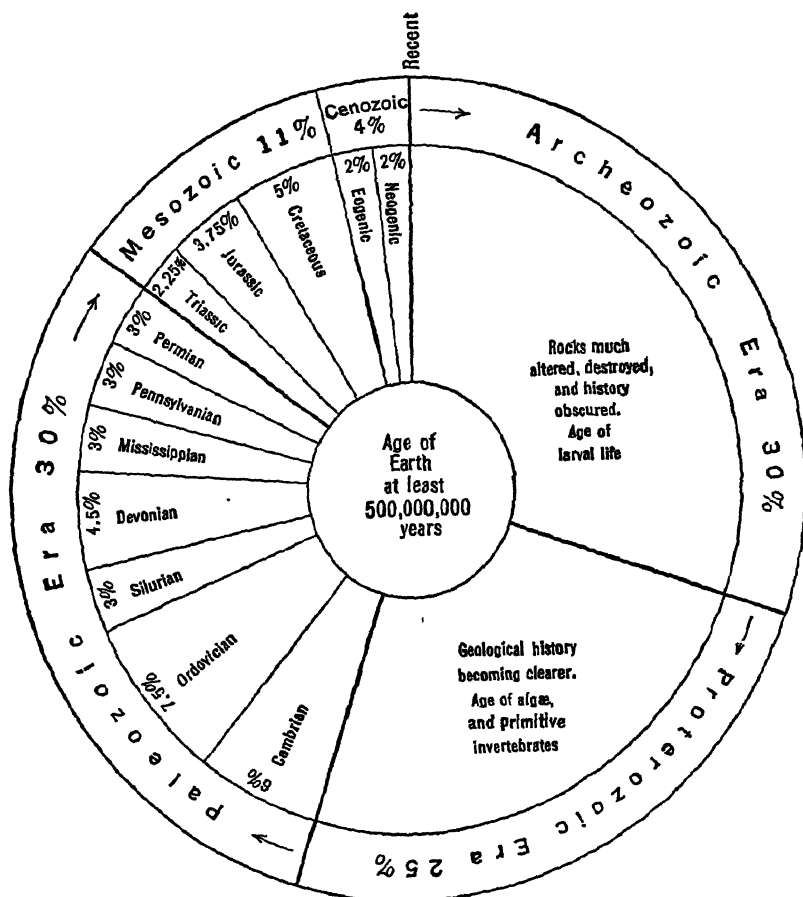 Recent
Archeozoic Era 30%
Rocks much
altered, destroyed,
and history
obscured.
Age of
larval life
Proterozoic Era 25%
Geological history
becoming clearer.
Age of algæ,
and primitive
invertebrates
Paleozoic Era 30%
Cambrian
6%
Ordovician
7.5%
Silurian
3%
Devonian
4.5%
Mississippian
3%
Pennsylvanian
3%
Permian
3%
Mesozoic 11%
Triassic
2.25%
Jurassic
3.75%
Cretaceous
5%
Cenozoic
4%
Eogenic
2%
Neogenic
2%
Age of
Earth
at least
500,000,000
years